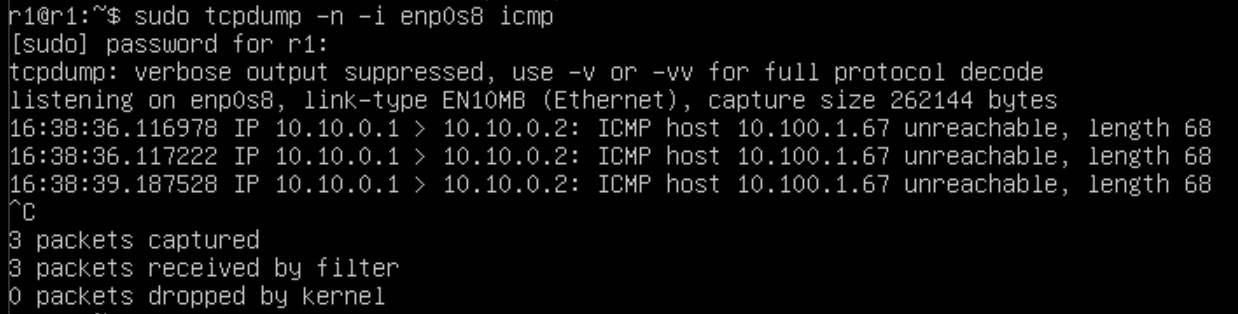 r1@r1:~$ sudo tcpdump -n -i enp0s8 icmp
[sudo] password for r1:
tcpdump: verbose output suppressed, use -v or -vv for full protocol decode
listening on enp0s8, link-type EN10MB (Ethernet), capture size 262144 bytes
16:38:36.116978 IP 10.10.0.1 > 10.10.0.2: ICMP host 10.100.1.67 unreachable, length 68
16:38:36.117222 IP 10.10.0.1 > 10.10.0.2: ICMP host 10.100.1.67 unreachable, length 68
16:38:39.187528 IP 10.10.0.1 > 10.10.0.2: ICMP host 10.100.1.67 unreachable, length 68
^C
3 packets captured
3 packets received by filter
0 packets dropped by kernel